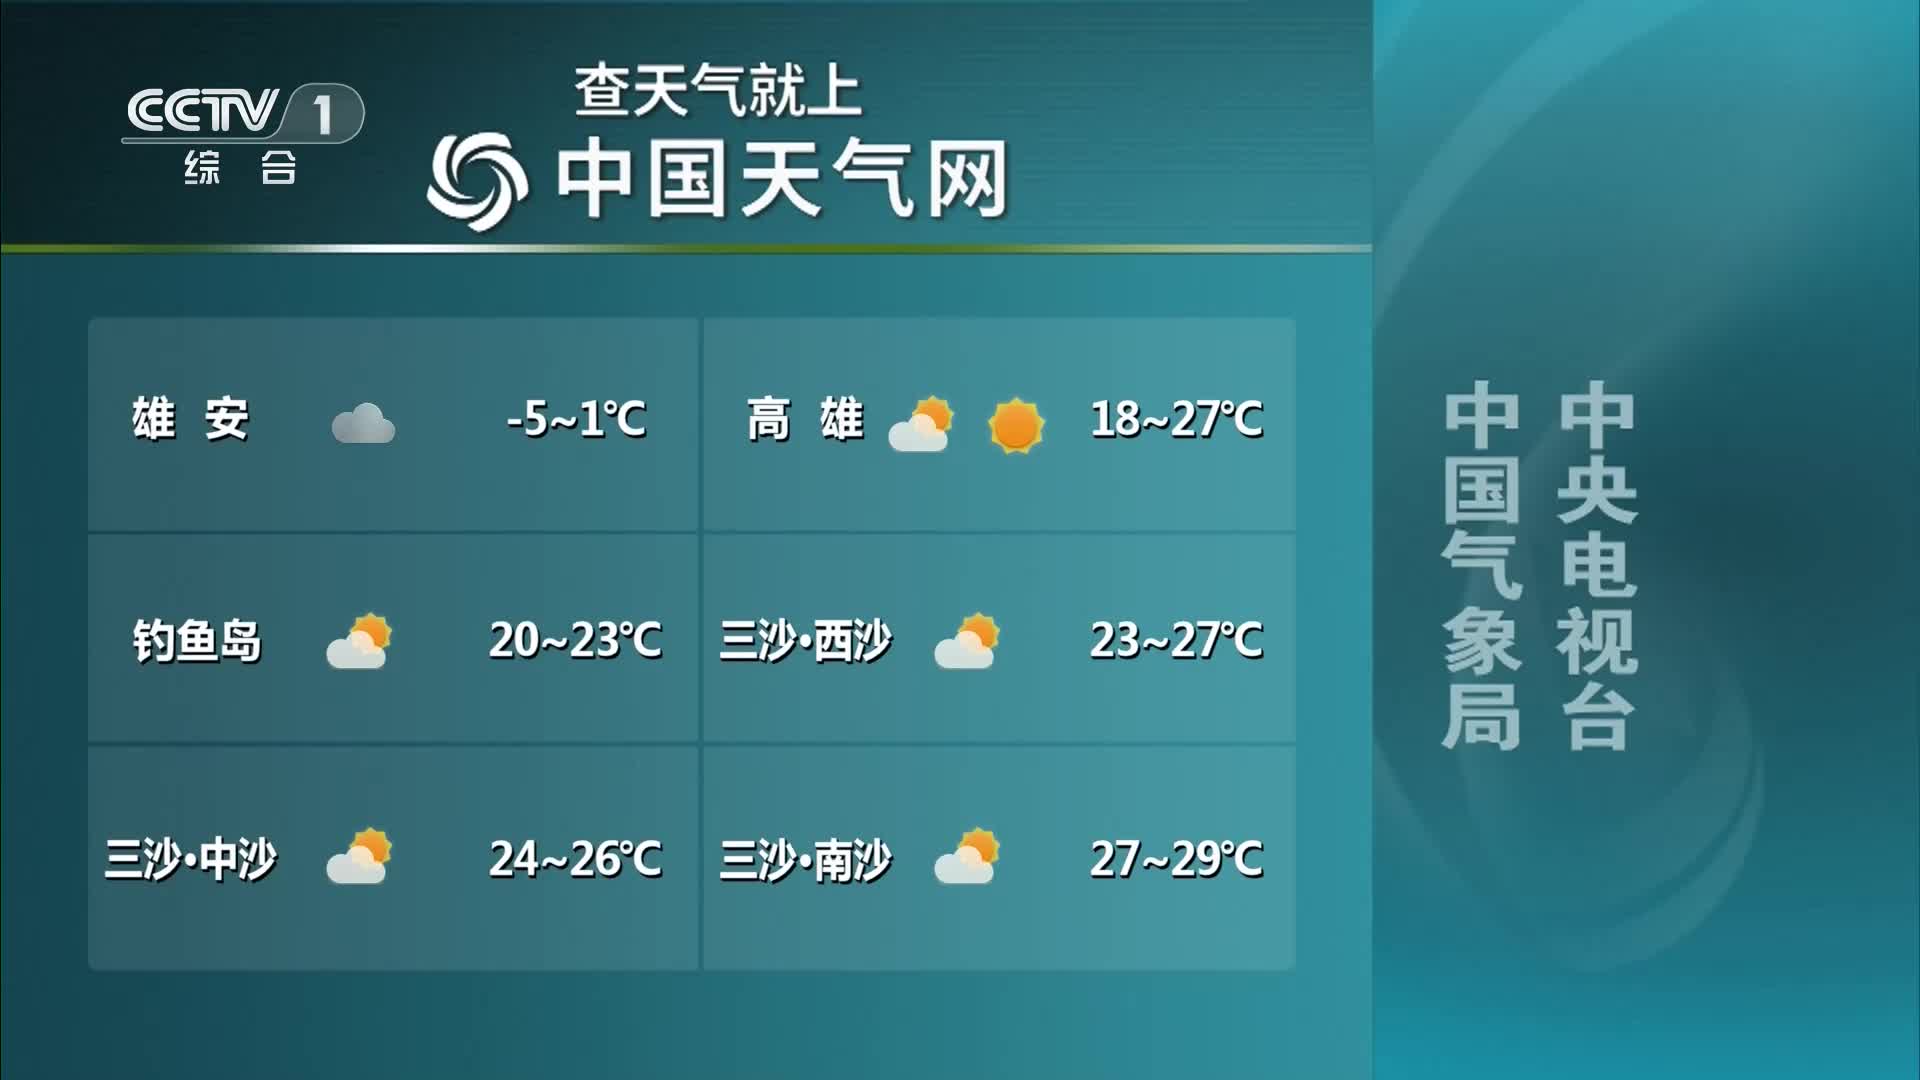 CCTV 1
综 合
查天气就上
中国天气网
雄 安 -5~1℃
高 雄 18~27℃
钓鱼岛 20~23℃
三沙·西沙 23~27℃
三沙·中沙 24~26℃
三沙·南沙 27~29℃
中央电视台
中国气象局